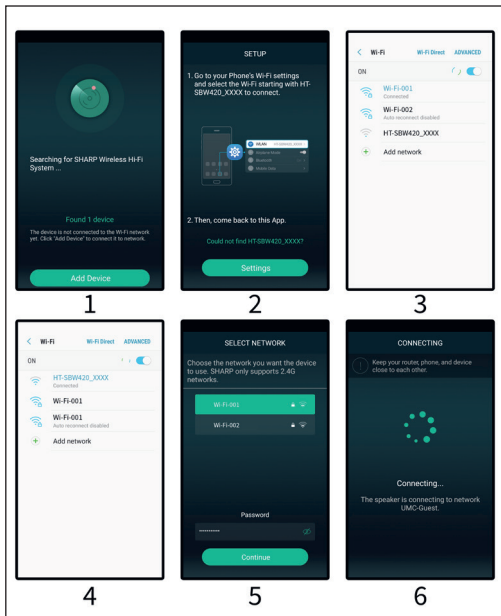 Searching for SHARP Wireless Hi-Fi
System ...
Found 1 device
The device is not connected to the Wi-Fi network
yet. Click "Add Device" to connect it to network.
Add Device
1
SETUP
1. Go to your Phone's Wi-Fi settings
and select the Wi-Fi starting with HT-
SBW420_XXXX to connect.
WLAN
Bluetooth
Mobile Data
2. Then, come back to this App.
Could not find HT-SBW420_XXXX?
Settings
2
< Wi-Fi Wi-Fi Direct ADVANCED
ON
Wi-Fi-001
Connected
Wi-Fi-002
Auto reconnect disabled
HT-SBW420_XXXX
+ Add network
3
< Wi-Fi Wi-Fi Direct ADVANCED
ON
HT-SBW420_XXXX
Connected
Wi-Fi-001
Wi-Fi-001
Auto reconnect disabled
+ Add network
4
SELECT NETWORK
Choose the network you want the device
to use. SHARP only supports 2.4G
networks.
Wi-Fi-001
Wi-Fi-002
Password
Continue
5
CONNECTING
Keep your router, phone, and device
close to each other.
Connecting...
The speaker is connecting to network
UMC-Guest.
6